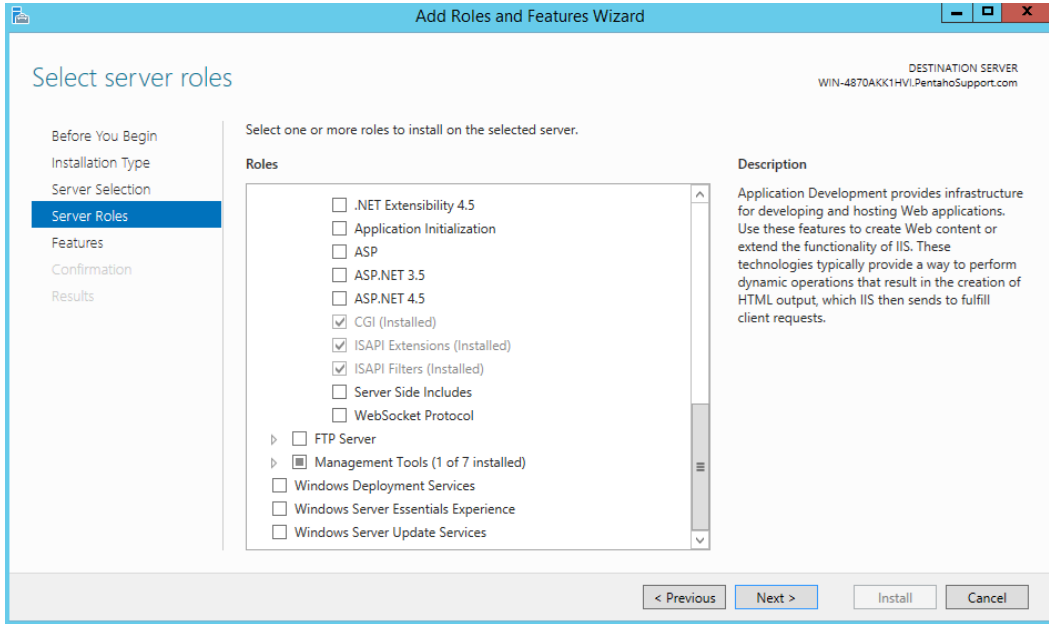 Add Roles and Features Wizard
Select server roles
DESTINATION SERVER
WIN-4870AKK1HVI.PentahoSupport.com
Before You Begin
Installation Type
Server Selection
Server Roles
Features
Confirmation
Results
Select one or more roles to install on the selected server.
Roles
.NET Extensibility 4.5
Application Initialization
ASP
ASP.NET 3.5
ASP.NET 4.5
CGI (Installed)
ISAPI Extensions (Installed)
ISAPI Filters (Installed)
Server Side Includes
WebSocket Protocol
FTP Server
Management Tools (1 of 7 installed)
Windows Deployment Services
Windows Server Essentials Experience
Windows Server Update Services
Description
Application Development provides infrastructure
for developing and hosting Web applications.
Use these features to create Web content or
extend the functionality of IIS. These
technologies typically provide a way to perform
dynamic operations that result in the creation of
HTML output, which IIS then sends to fulfill
client requests.
< Previous
Next >
Install
Cancel